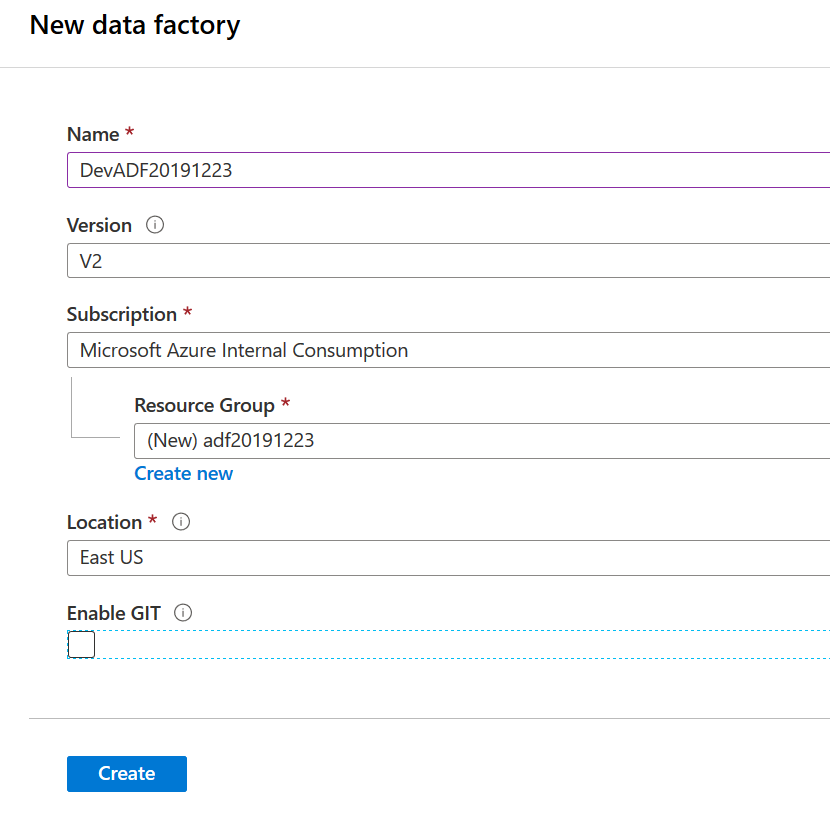 New data factory
Name *
DevADF20191223
Version
V2
Subscription *
Microsoft Azure Internal Consumption
Resource Group *
(New) adf20191223
Create new
Location *
East US
Enable GIT
Create